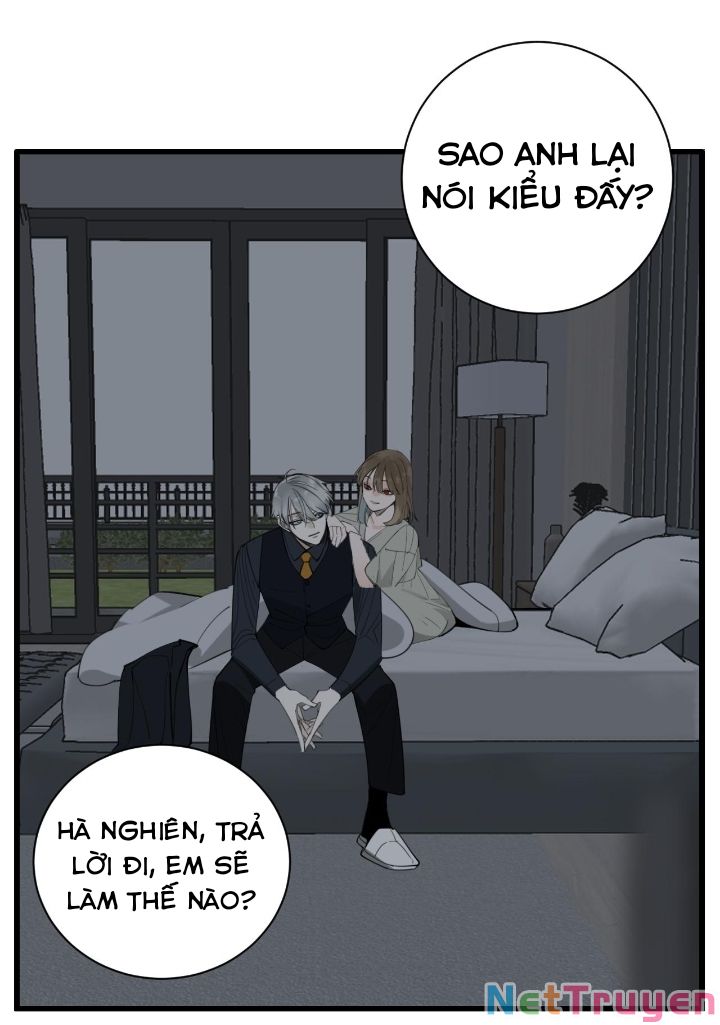 SAO ANH LẠI
NÓI KIỂU ĐẤY?
HÀ NGHIÊN, TRẢ
LỜI ĐI, EM SẼ
LÀM THẾ NÀO?
NetTruyen